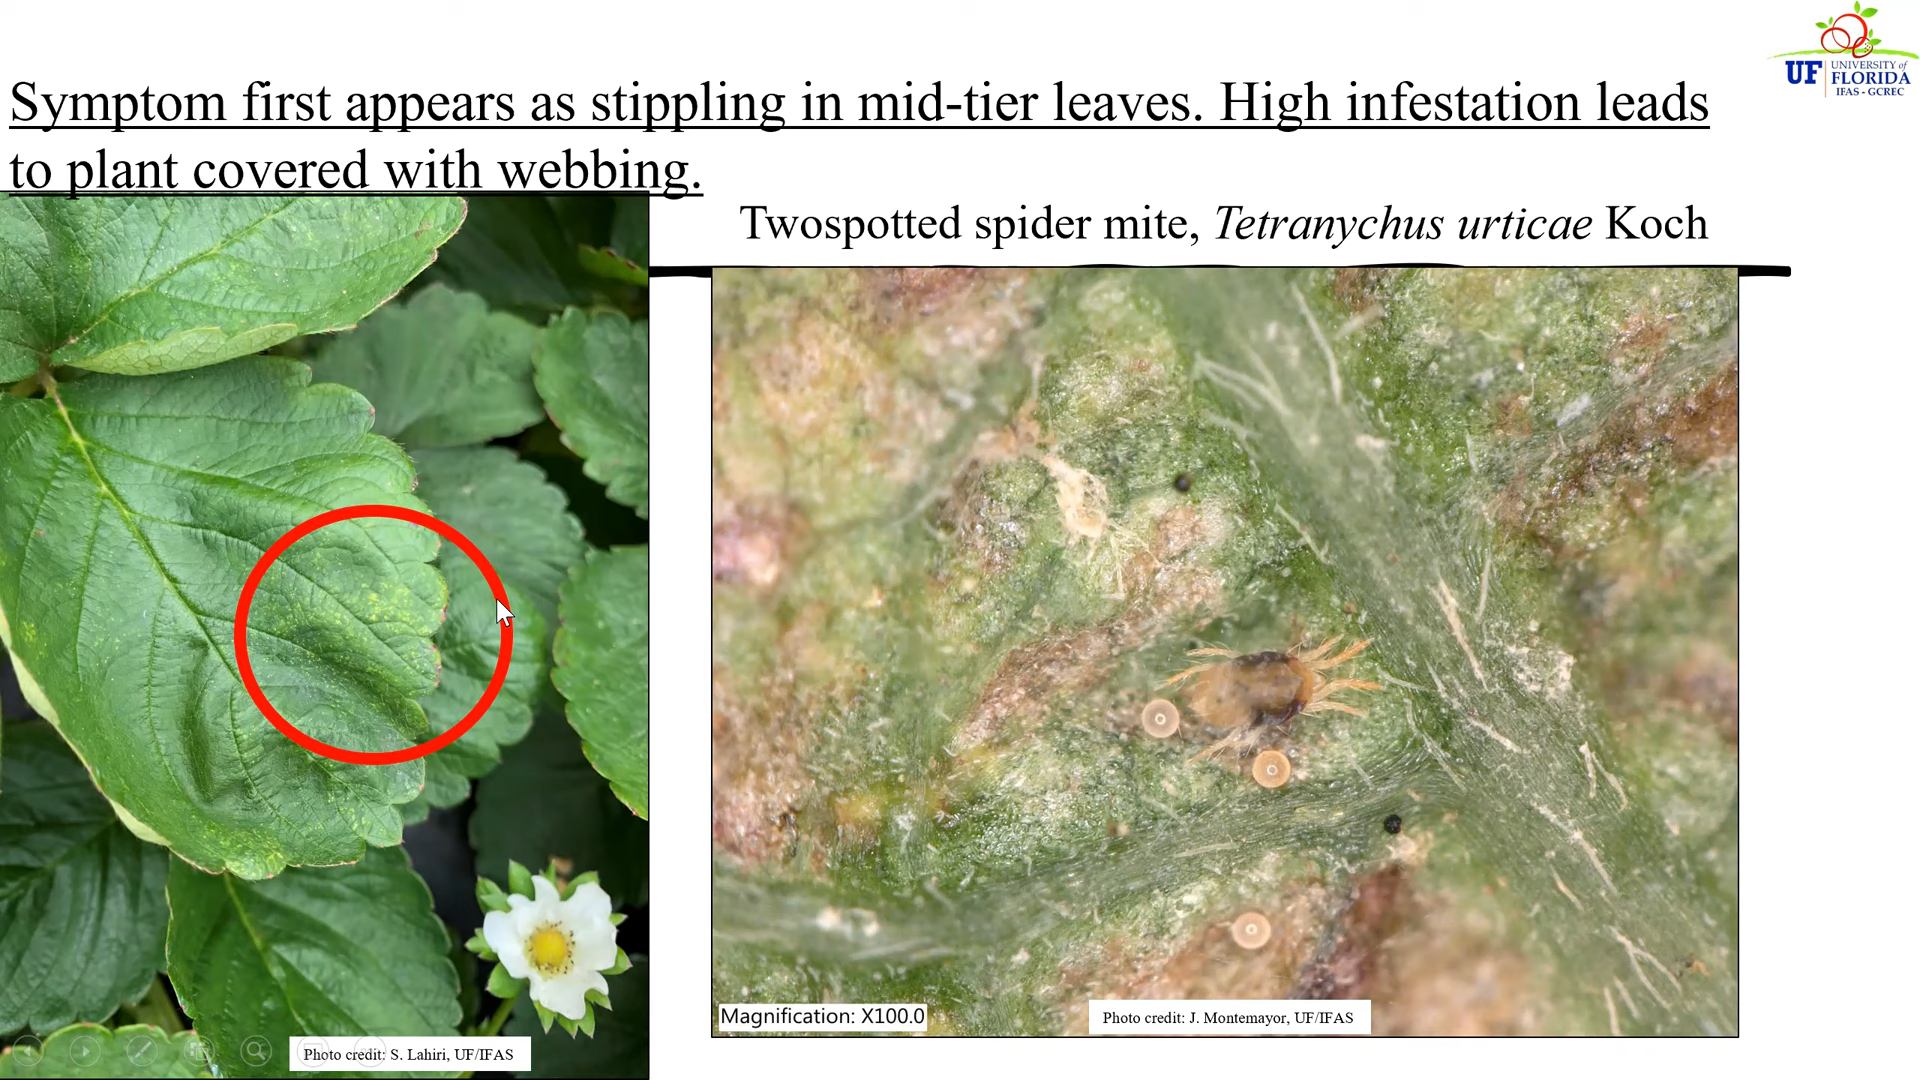 UF UNIVERSITY of
FLORIDA
IFAS - GCREC
Symptom first appears as stippling in mid-tier leaves. High infestation leads
to plant covered with webbing.
Twospotted spider mite, Tetranychus urticae Koch
Magnification: X100.0
Photo credit: J. Montemayor, UF/IFAS
Photo credit: S. Lahiri, UF/IFAS